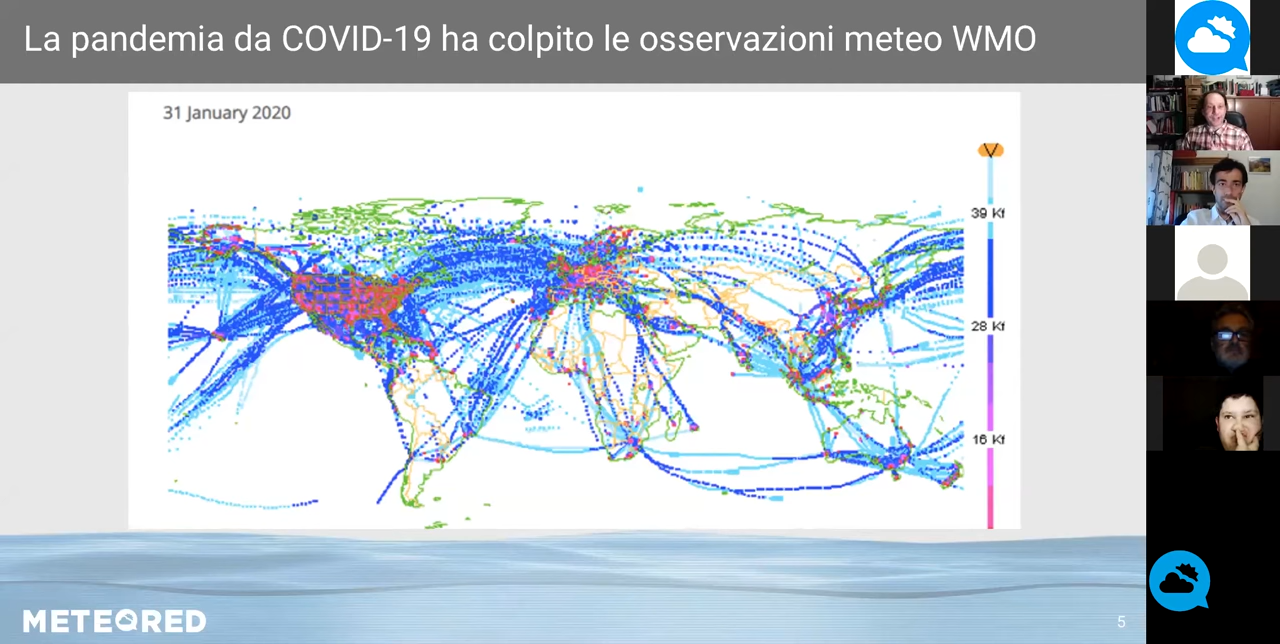 La pandemia da COVID-19 ha colpito le osservazioni meteo WMO
31 January 2020
39 Kf
28 Kf
16 Kf
METEORED
5